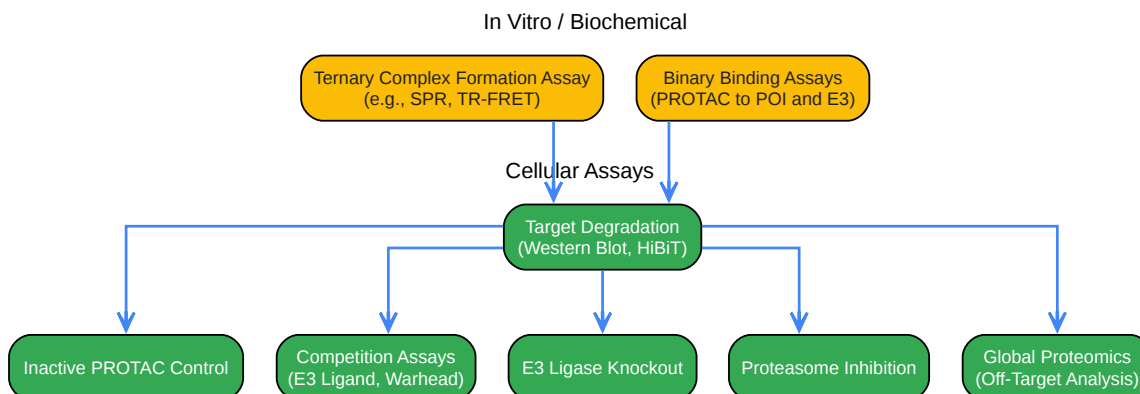 In Vitro / Biochemical
Ternary Complex Formation Assay
(e.g., SPR, TR-FRET)
Binary Binding Assays
(PROTAC to POI and E3)
Cellular Assays
Target Degradation
(Western Blot, HiBiT)
Inactive PROTAC Control
Competition Assays
(E3 Ligand, Warhead)
E3 Ligase Knockout
Proteasome Inhibition
Global Proteomics
(Off-Target Analysis)